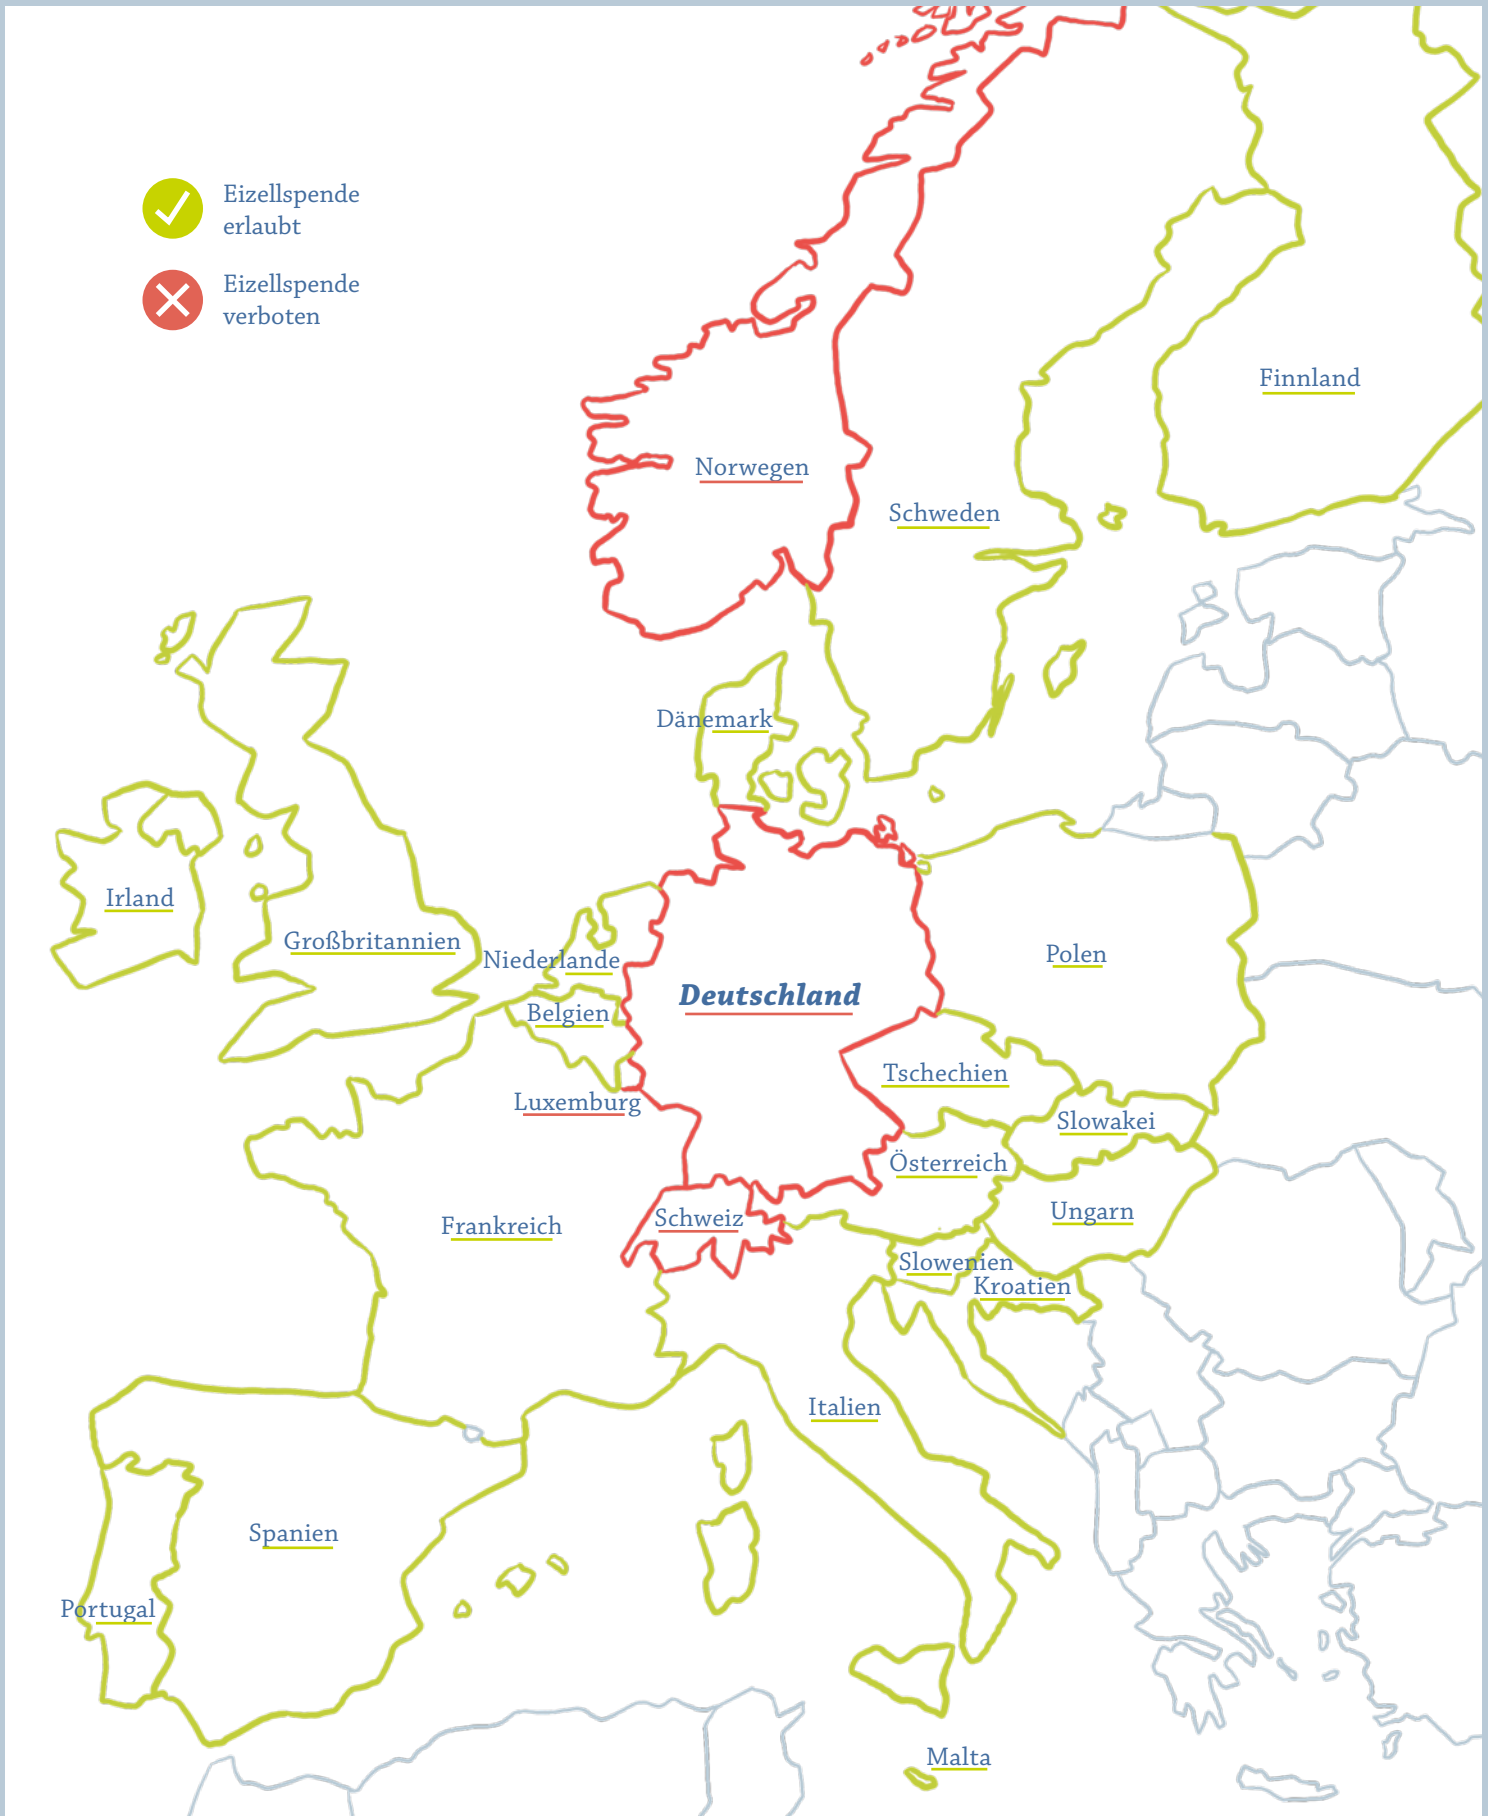 Eizellspende
erlaubt
Eizellspende
verboten
Finnland
Norwegen
Schweden
Dänemark
Irland
Großbritannien
Niederlande
Polen
Deutschland
Belgien
Tschechien
Luxemburg
Slowakei
Österreich
Ungarn
Schweiz
Frankreich
Slowenien
Kroatien
Italien
Spanien
Portugal
Malta